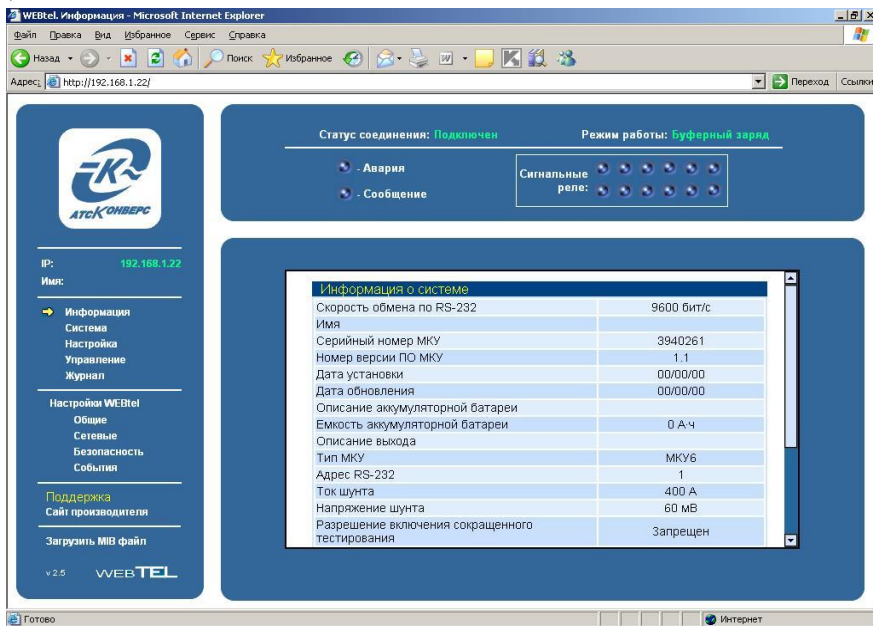 WEBtel. Информация - Microsoft Internet Explorer
Файл Правка Вид Избранное Сервис Справка
Назад Поиск Избранное
Адрес: http://192.168.1.22/ Переход Ссылки
-К~
АТСКОНВЕРС
IP: 192.168.1.22
Имя:
Информация
Система
Настройка
Управление
Журнал
Настройки WEBtel
Общие
Сетевые
Безопасность
События
Поддержка
Сайт производителя
Загрузить MIB файл
v 2.5 WEBTEL
Статус соединения: Подключен Режим работы: Буферный заряд
- Авария
- Сообщение
Сигнальные
реле:
Информация о системе
Скорость обмена по RS-232 9600 бит/с
Имя
Серийный номер МКУ 3940261
Номер версии ПО МКУ 1.1
Дата установки 00/00/00
Дата обновления 00/00/00
Описание аккумуляторной батареи
Емкость аккумуляторной батареи 0 А·ч
Описание выхода
Тип МКУ МКУ6
Адрес RS-232 1
Ток шунта 400 А
Напряжение шунта 60 мВ
Разрешение включения сокращенного
тестирования Запрещен
Готово Интернет